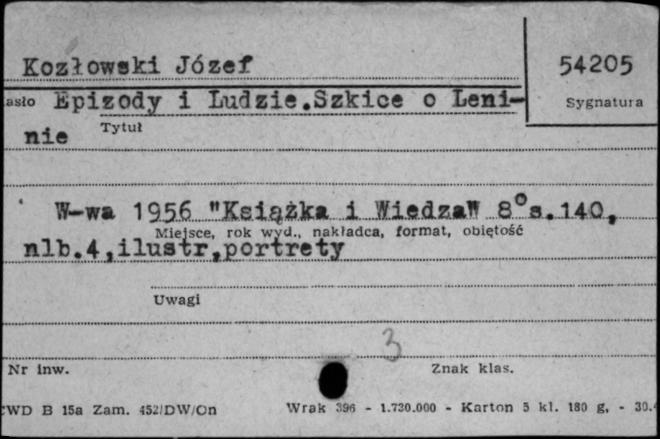 Kozłowski Józef
54205
asło Epizody i Ludzie.Szkice o Leni-
Sygnatura
Tytuł
nie
W-wa 1956 "Książka i WiedzaW 8°s.140,
Miejsce, rok wyd., nakładca, format, objętość
nlb.4,ilustr,portrety
Uwagi
3
Nr inw.
Znak klas.
CWD B 15a Zam. 452/DW/On Wrak 396 - 1.730.000 - Karton 5 kl. 180 g. - 30.